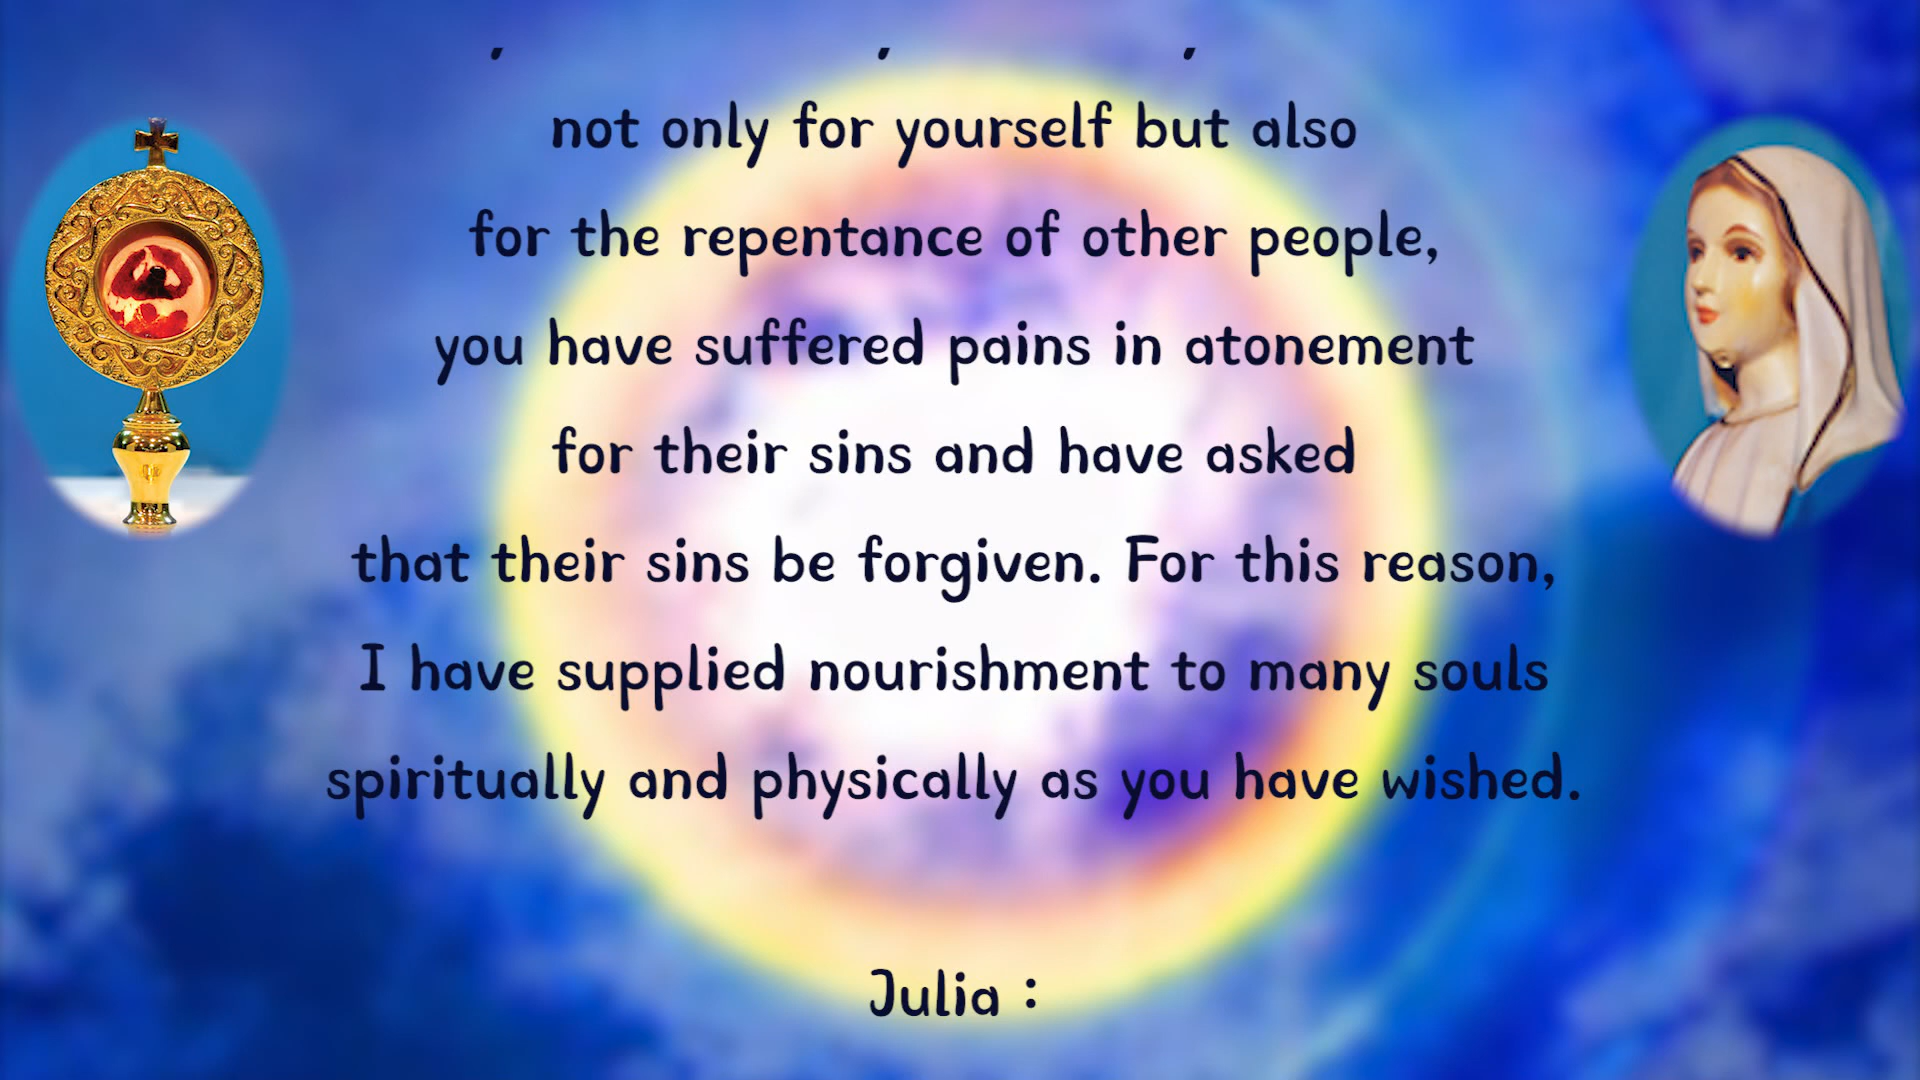 not only for yourself but also
for the repentance of other people,
you have suffered pains in atonement
for their sins and have asked
that their sins be forgiven. For this reason,
I have supplied nourishment to many souls
spiritually and physically as you have wished.
Julia :